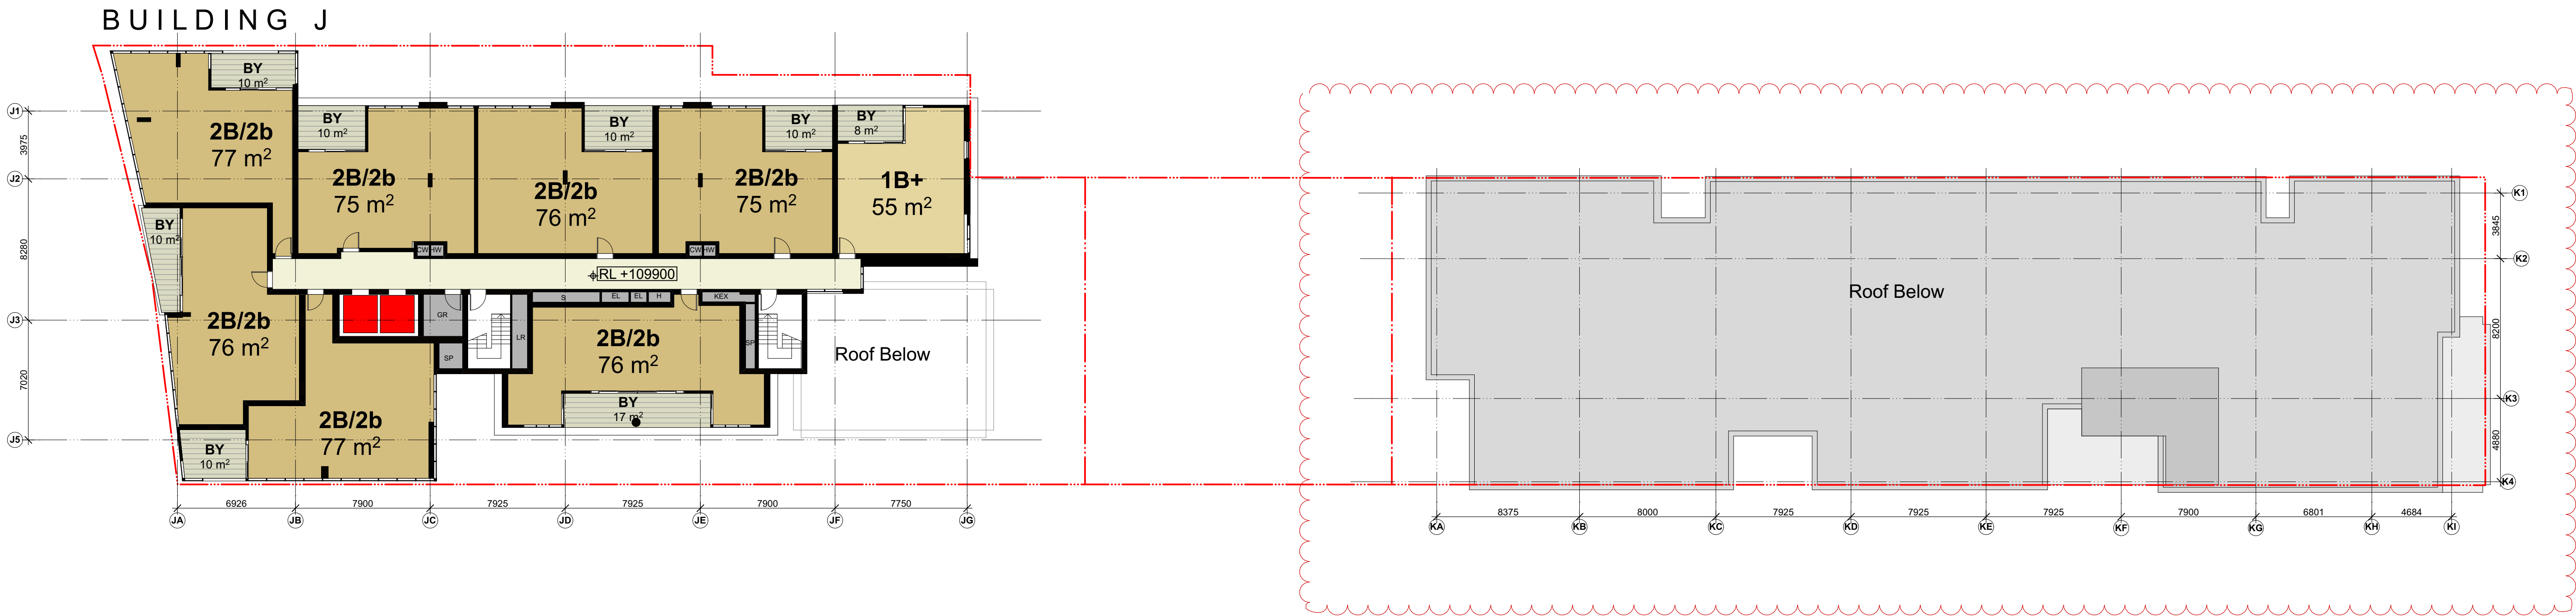 BUILDING J
BY
10 m²
J1
3975
J2
8280
J3
7020
J5
2B/2b
77 m²
BY
10 m²
2B/2b
75 m²
BY
10 m²
2B/2b
76 m²
BY
10 m²
2B/2b
75 m²
BY
8 m²
1B+
55 m²
CW
HW
CW
HW
BY
10 m²
RL +109900
2B/2b
76 m²
GR
SP
LR
S
EL
EL
H
KEX
SP
2B/2b
76 m²
BY
17 m²
Roof Below
2B/2b
77 m²
BY
10 m²
6926
7900
7925
7925
7900
7750
JA
JB
JC
JD
JE
JF
JG
Roof Below
K1
3845
K2
8200
K3
4880
K4
8375
8000
7925
7925
7925
7900
6801
4684
KA
KB
KC
KD
KE
KF
KG
KH
KI